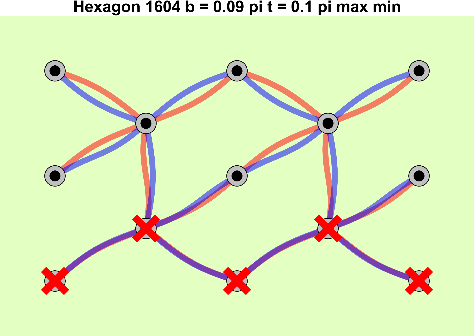 Hexagon 1604 b = 0.09 pi t = 0.1 pi max min